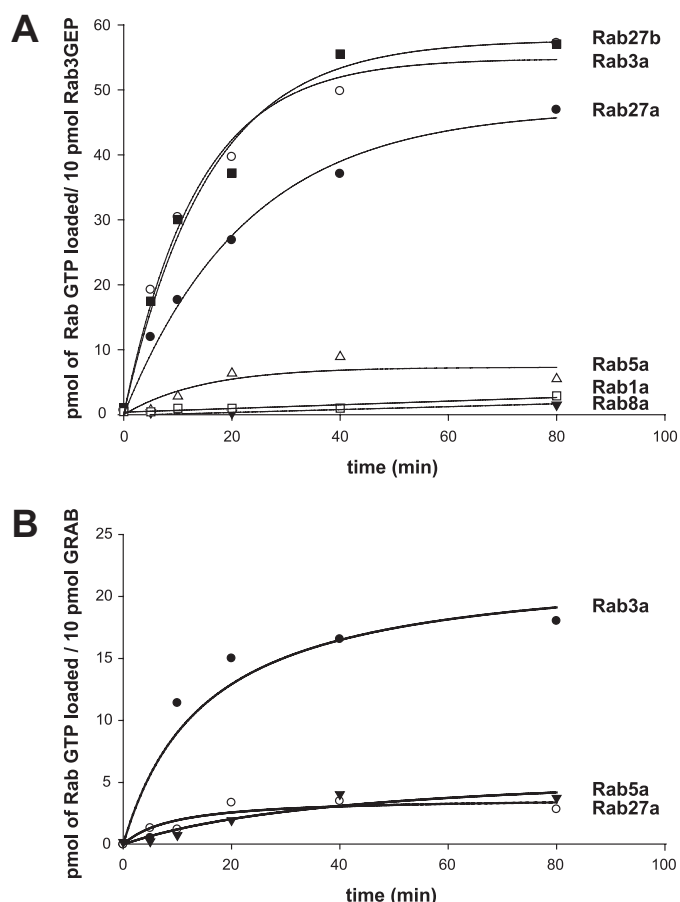 A
pmol of Rab GTP loaded/ 10 pmol Rab3GEP
60
50
40
30
20
10
0
Rab27b
Rab3a
Rab27a
Rab5a
Rab1a
Rab8a
0 20 40 60 80 100
time (min)
B
pmol of Rab GTP loaded / 10 pmol GRAB
25
20
15
10
5
0
Rab3a
Rab5a
Rab27a
0 20 40 60 80 100
time (min)